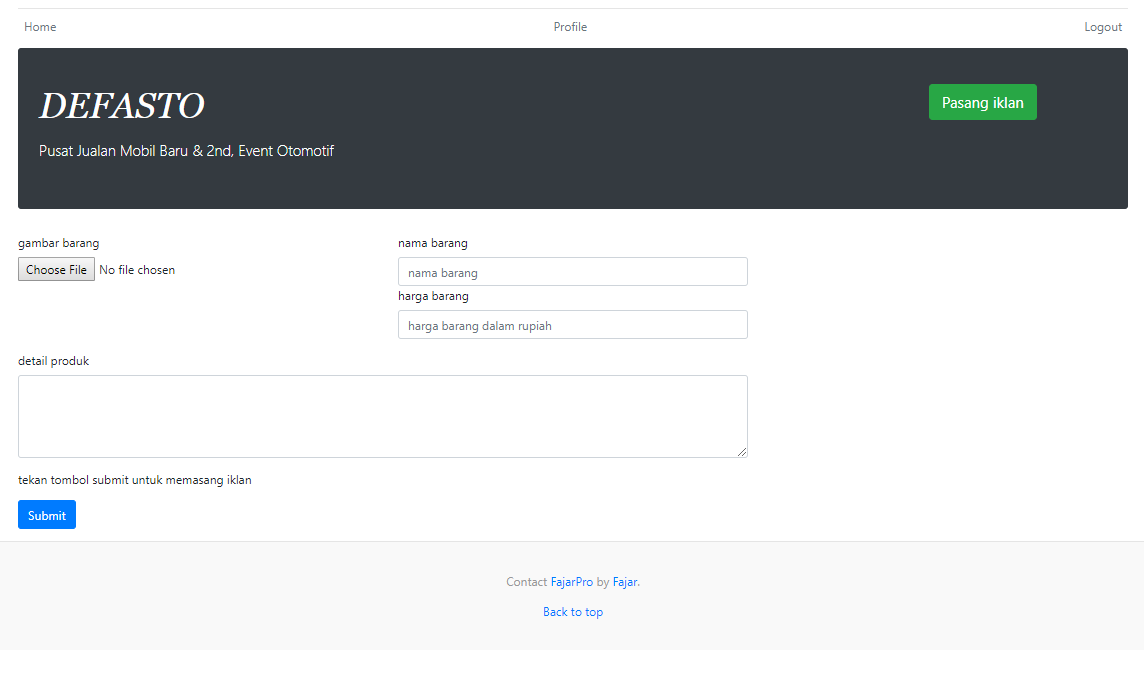 Home Profile Logout
DEFASTO
Pasang iklan
Pusat Jualan Mobil Baru & 2nd, Event Otomotif
gambar barang
Choose File No file chosen
nama barang
nama barang
harga barang
harga barang dalam rupiah
detail produk
tekan tombol submit untuk memasang iklan
Submit
Contact FajarPro by Fajar.
Back to top